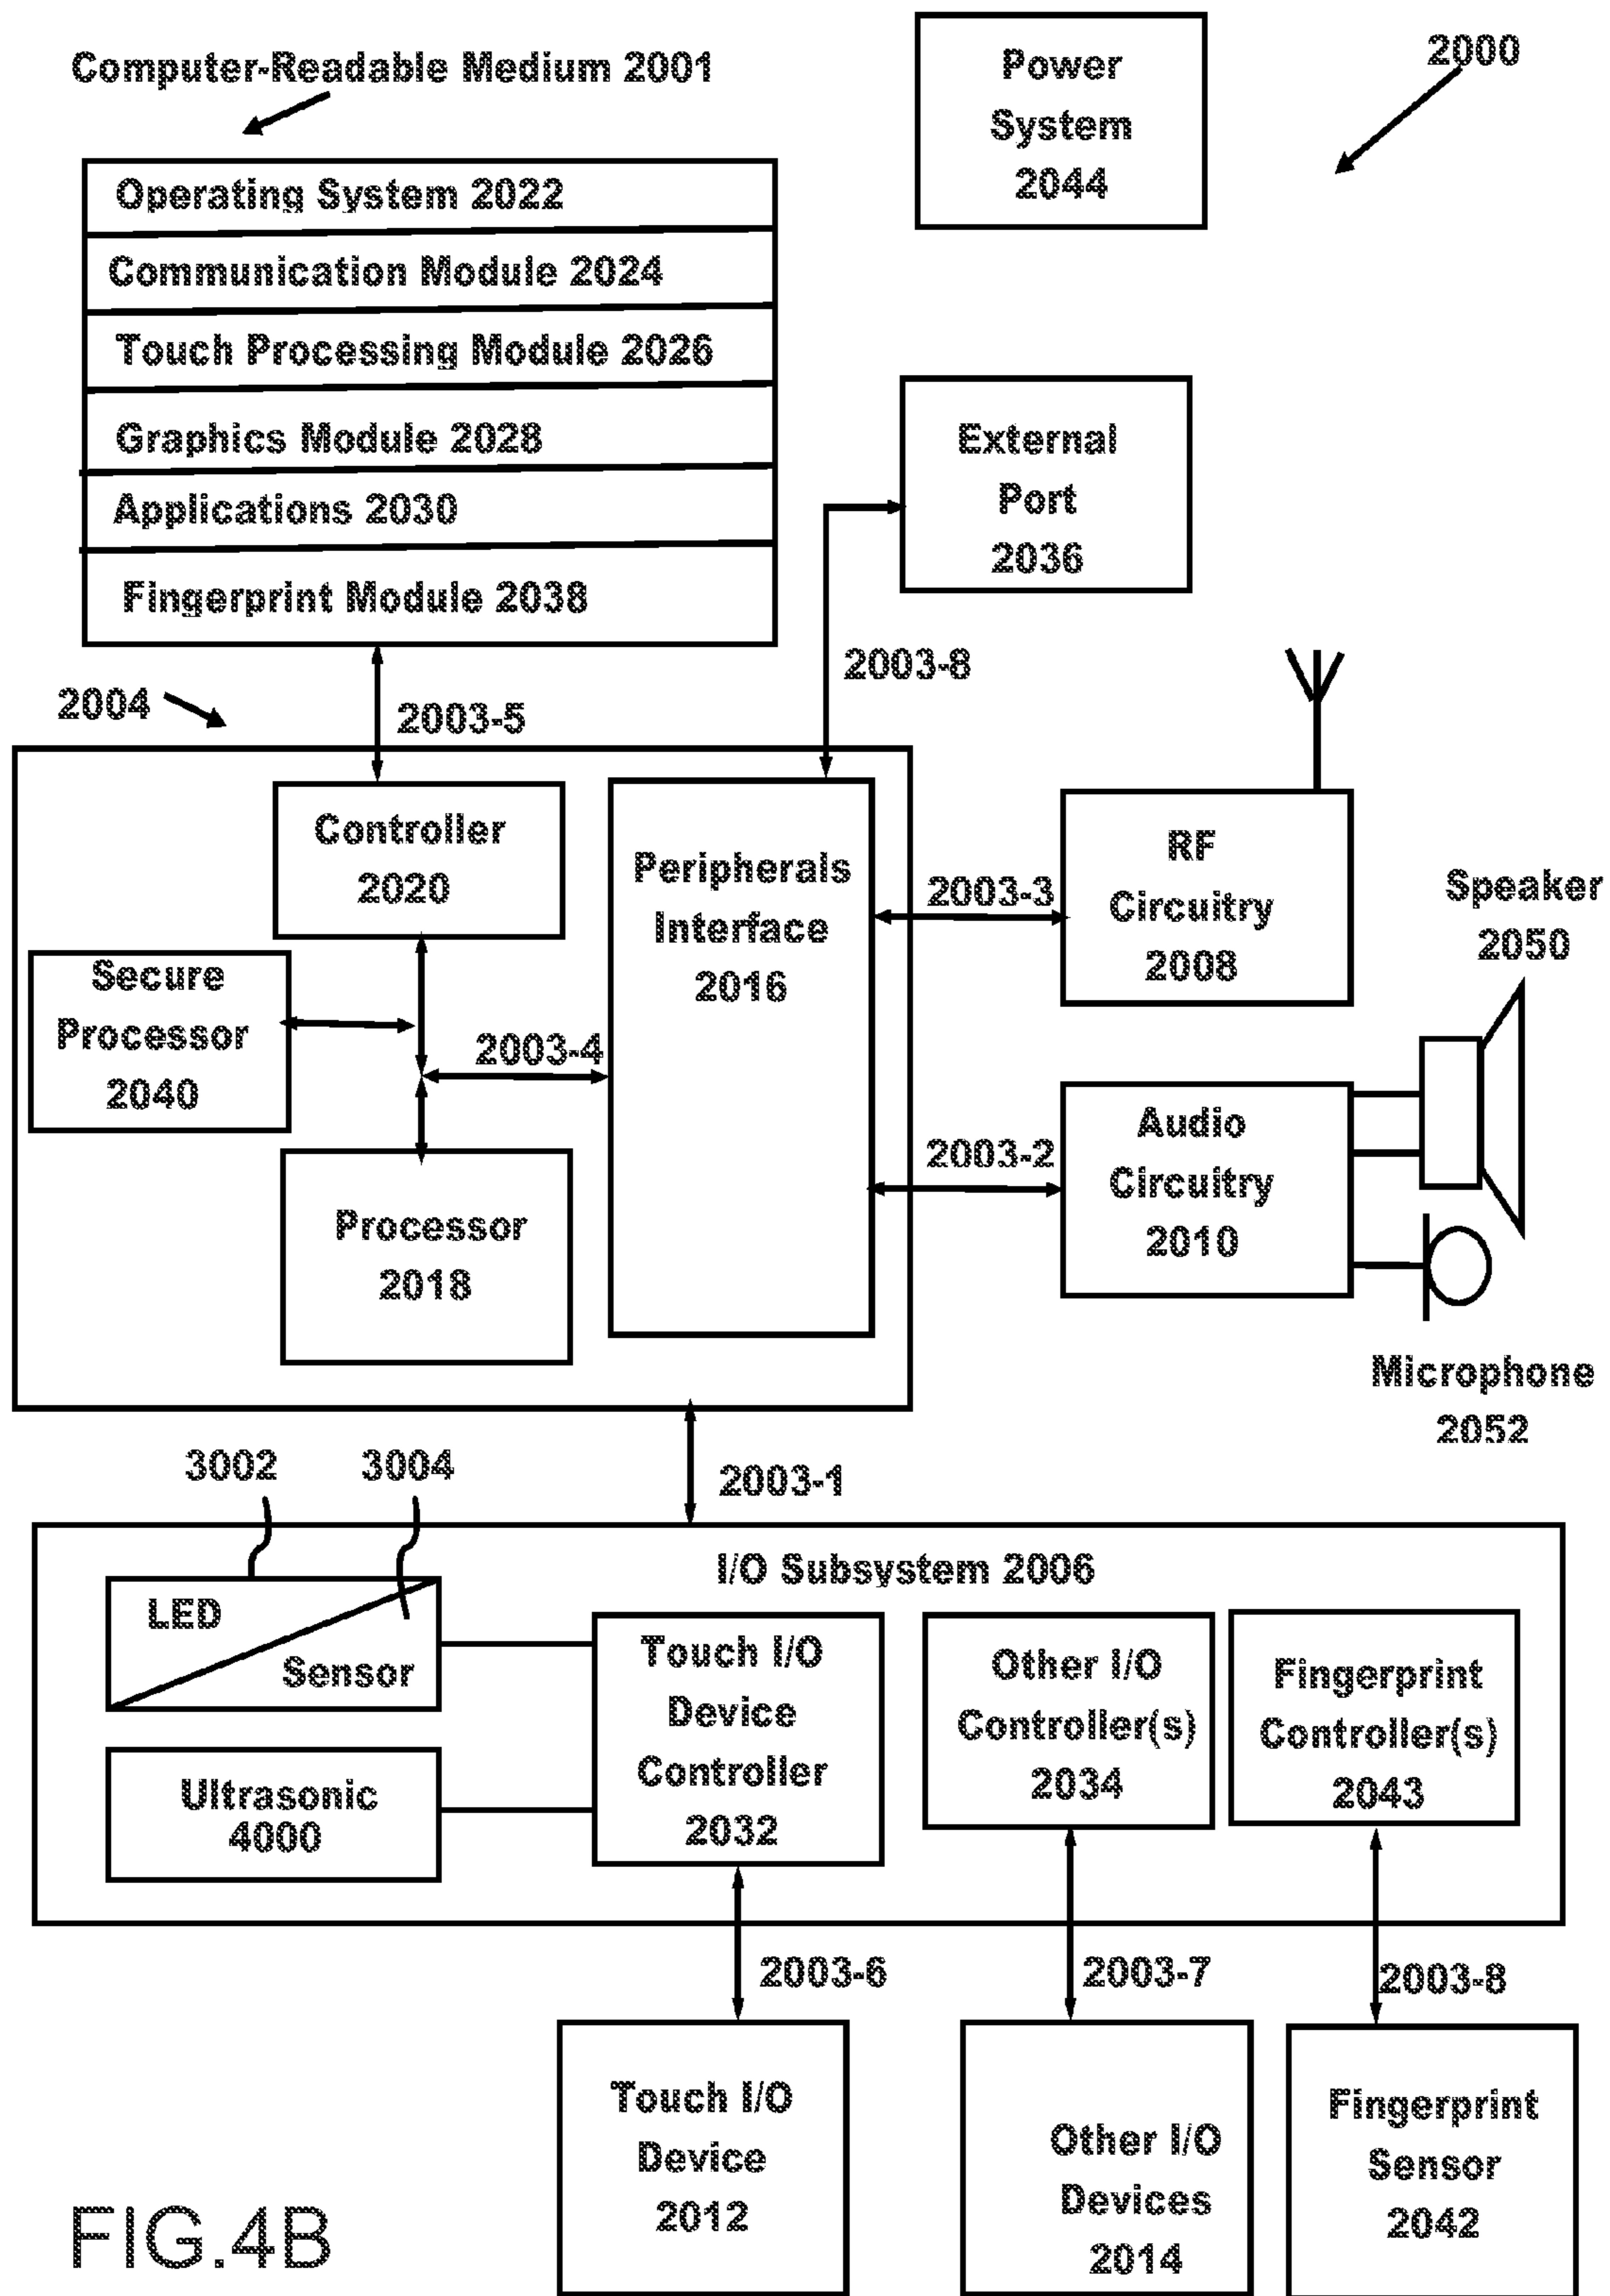 Computer-Readable Medium 2001
Power
System
2044
2000
Operating System 2022
Communication Module 2024
Touch Processing Module 2026
Graphics Module 2028
Applications 2030
Fingerprint Module 2038
External
Port
2036
2003-8
2004
2003-5
Controller
2020
Peripherals
Interface
2016
Secure
Processor
2040
2003-4
Processor
2018
2003-3
RF
Circuitry
2008
Speaker
2050
2003-2
Audio
Circuitry
2010
Microphone
2052
2003-1
3002
3004
I/O Subsystem 2006
LED
Sensor
Ultrasonic
4000
Touch I/O
Device
Controller
2032
Other I/O
Controller(s)
2034
Fingerprint
Controller(s)
2043
2003-6
2003-7
2003-8
Touch I/O
Device
2012
Other I/O
Devices
2014
Fingerprint
Sensor
2042
FIG.4B